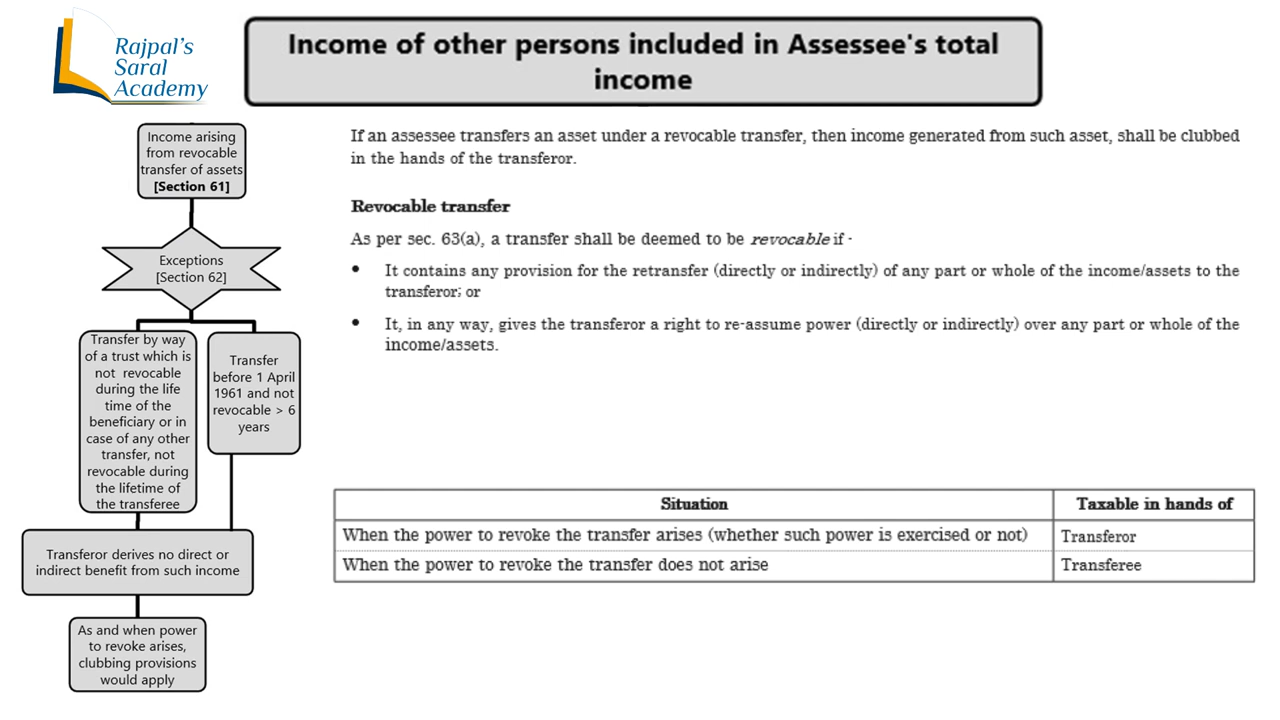 Rajpal's
Saral
Academy
Income of other persons included in Assessee's total
income
Income arising
from revocable
transfer of assets
[Section 61]
Exceptions
[Section 62]
Transfer by way
of a trust which is
not revocable
during the life
time of the
beneficiary or in
case of any other
transfer, not
revocable during
the lifetime of
the transferee
Transfer
before 1 April
1961 and not
revocable > 6
years
Transferor derives no direct or
indirect benefit from such income
As and when power
to revoke arises,
clubbing provisions
would apply
If an assessee transfers an asset under a revocable transfer, then income generated from such asset, shall be clubbed
in the hands of the transferor.
Revocable transfer
As per sec. 63(a), a transfer shall be deemed to be revocable if -
• It contains any provision for the retransfer (directly or indirectly) of any part or whole of the income/assets to the
transferor; or
• It, in any way, gives the transferor a right to re-assume power (directly or indirectly) over any part or whole of the
income/assets.
Situation Taxable in hands of
When the power to revoke the transfer arises (whether such power is exercised or not) Transferor
When the power to revoke the transfer does not arise Transferee